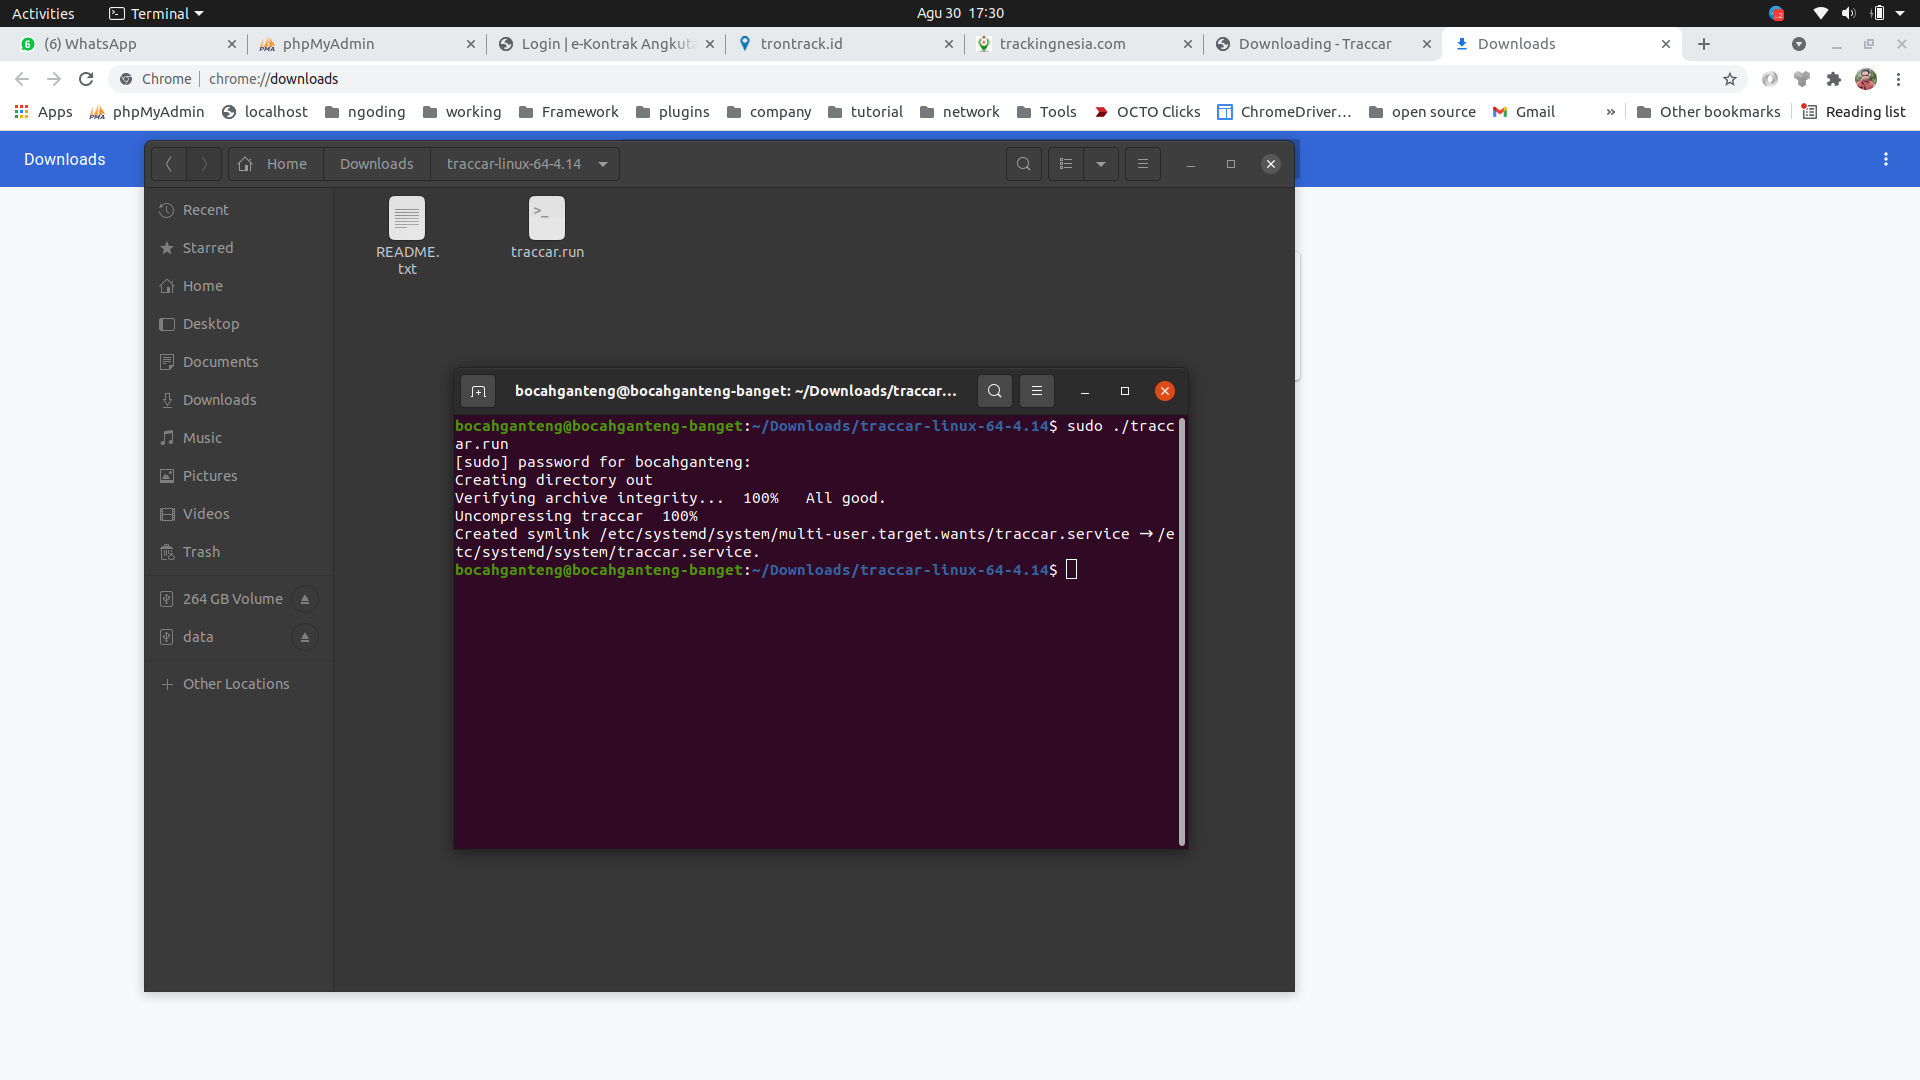 Activities Terminal Agu 30 17:30
(6) WhatsApp phpMyAdmin Login | e-Kontrak Angkuta trontrack.id trackingnesia.com Downloading - Traccar Downloads
Chrome chrome://downloads
Apps phpMyAdmin localhost ngoding working Framework plugins company tutorial network Tools OCTO Clicks ChromeDriver… open source Gmail » Other bookmarks Reading list
Downloads
Home Downloads traccar-linux-64-4.14
Recent
Starred
Home
Desktop
Documents
Downloads
Music
Pictures
Videos
Trash
264 GB Volume
data
Other Locations
README.
txt
traccar.run
bocahganteng@bocahganteng-banget: ~/Downloads/traccar…
bocahganteng@bocahganteng-banget:~/Downloads/traccar-linux-64-4.14$ sudo ./tracc
ar.run
[sudo] password for bocahganteng:
Creating directory out
Verifying archive integrity... 100% All good.
Uncompressing traccar 100%
Created symlink /etc/systemd/system/multi-user.target.wants/traccar.service → /e
tc/systemd/system/traccar.service.
bocahganteng@bocahganteng-banget:~/Downloads/traccar-linux-64-4.14$